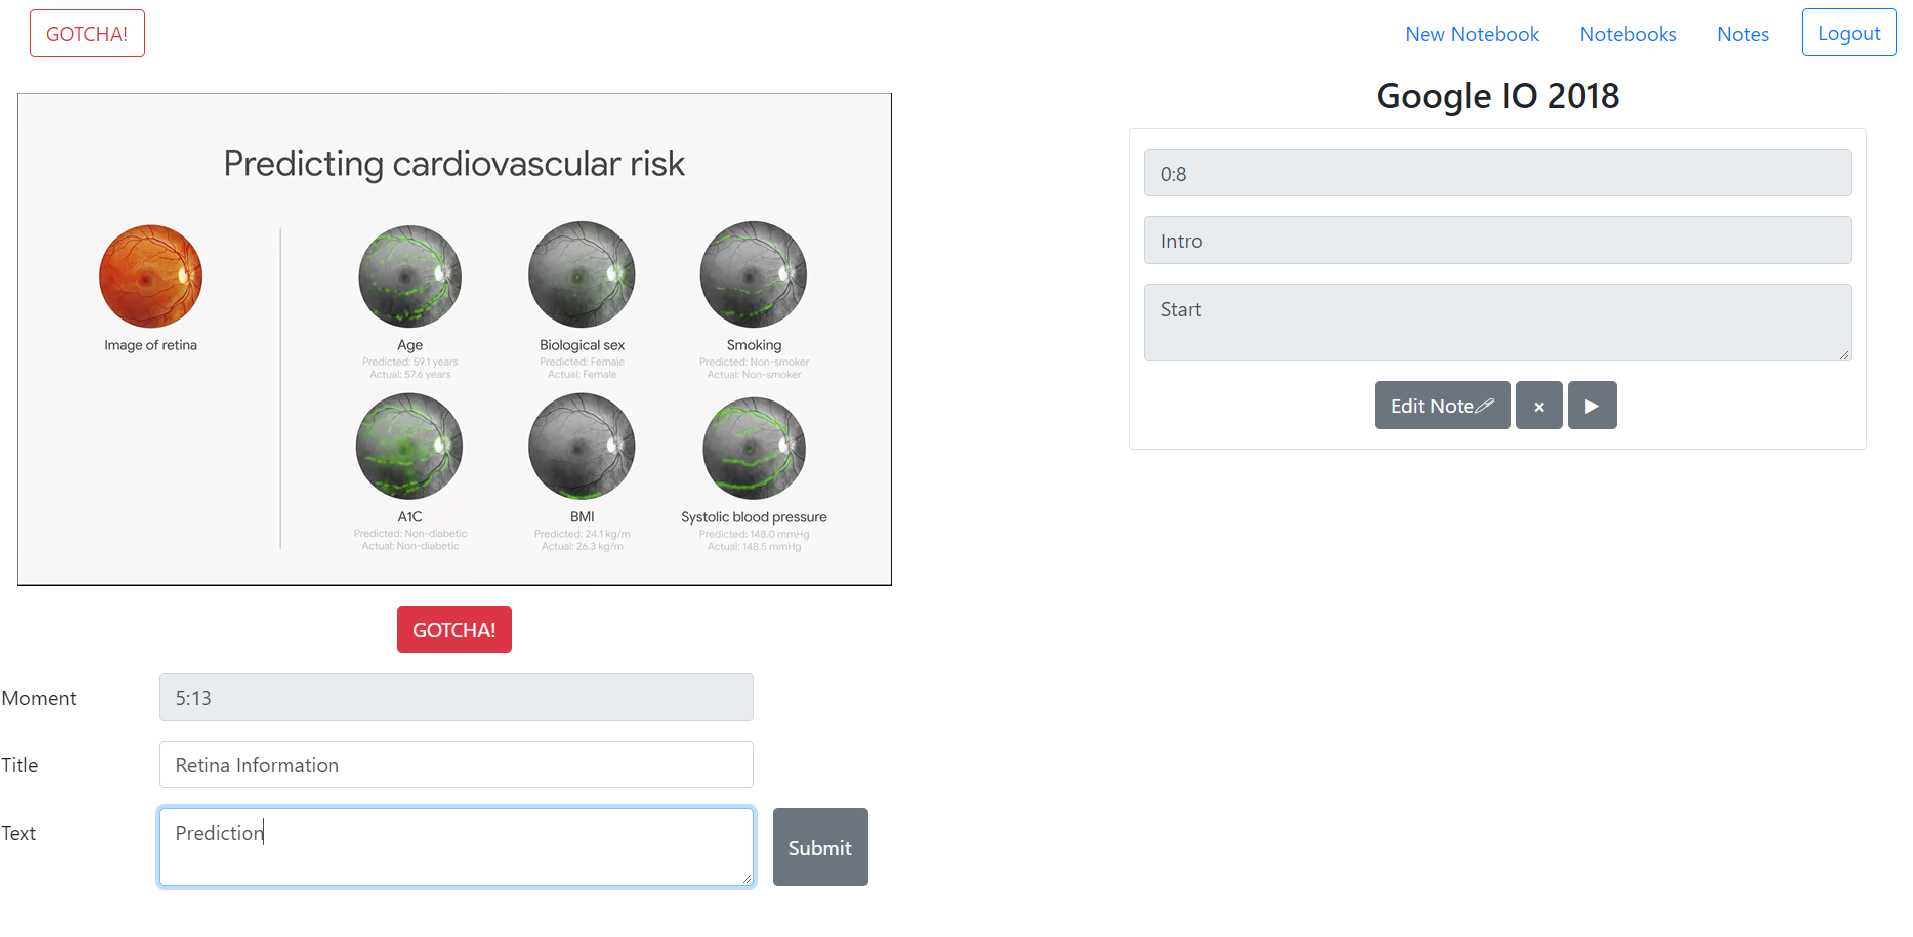 GOTCHA!
New Notebook
Notebooks
Notes
Logout
Predicting cardiovascular risk
Image of retina
Age
Predicted: 59.1 years
Actual: 57.6 years
Biological sex
Predicted: Female
Actual: Female
Smoking
Predicted: Non-smoker
Actual: Non-smoker
A1C
Predicted: Non-diabetic
Actual: Non-diabetic
BMI
Predicted: 24.1 kg/m
Actual: 26.3 kg/m
Systolic blood pressure
Predicted: 148.0 mmHg
Actual: 148.5 mmHg
GOTCHA!
Moment
5:13
Title
Retina Information
Text
Prediction
Submit
Google IO 2018
0:8
Intro
Start
Edit Note
×